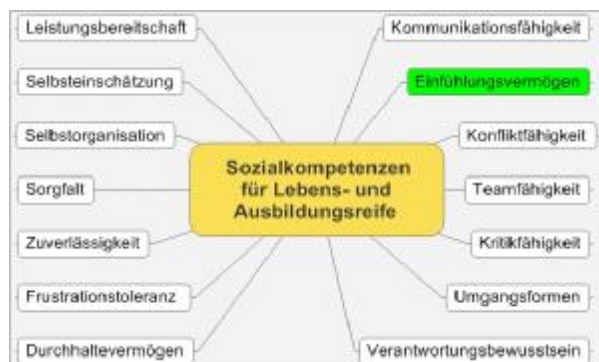 Leistungsbereitschaft
Selbsteinschätzung
Selbstorganisation
Sorgfalt
Zuverlässigkeit
Frustrationstoleranz
Durchhaltevermögen
Sozialkompetenzen
für Lebens- und
Ausbildungsreife
Kommunikationsfähigkeit
Einfühlungsvermögen
Konfliktfähigkeit
Teamfähigkeit
Kritikfähigkeit
Umgangsformen
Verantwortungsbewusstsein